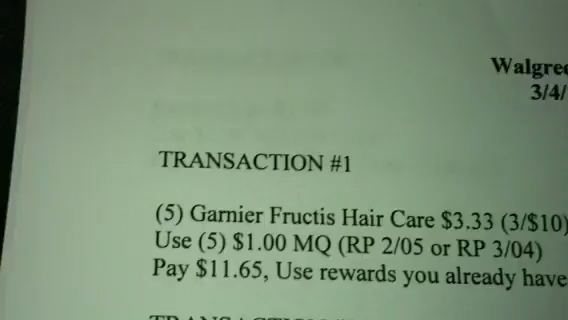 Walgree
3/4/
TRANSACTION #1
(5) Garnier Fructis Hair Care $3.33 (3/$10)
Use (5) $1.00 MQ (RP 2/05 or RP 3/04)
Pay $11.65, Use rewards you already have